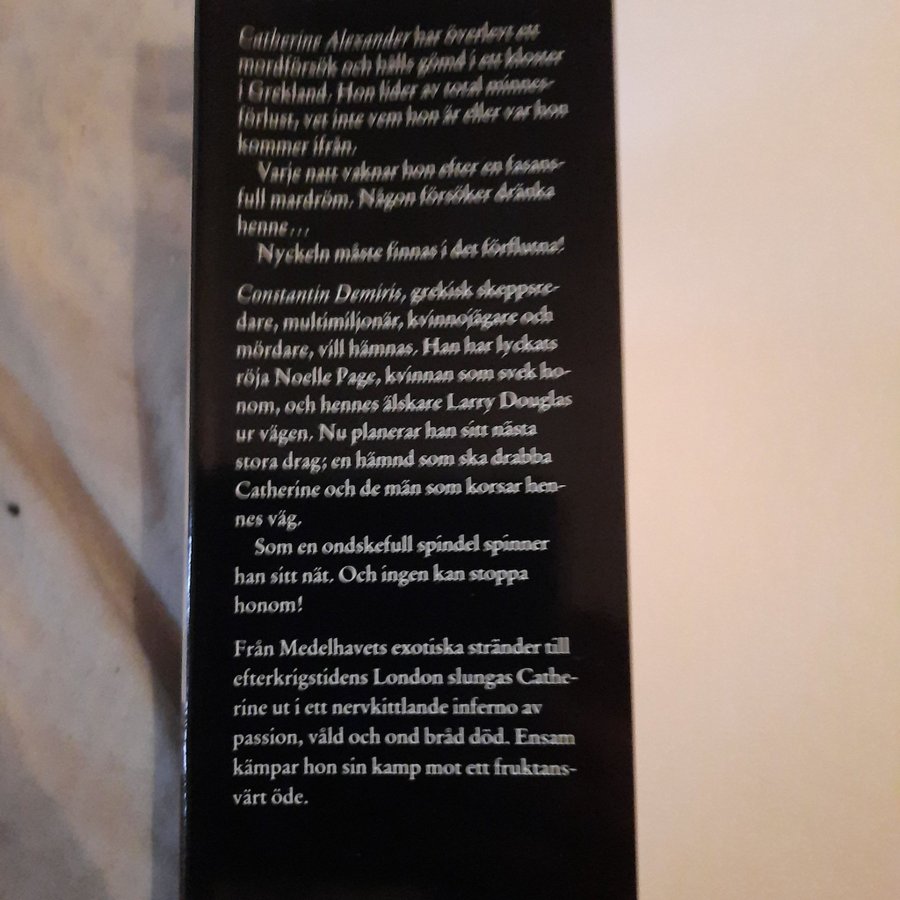 Catherine Alexander har överlevt ett
mordförsök och hålls gömd i ett kloster
i Grekland. Hon lider av total minnes-
förlust, vet inte vem hon är eller var hon
kommer ifrån.
Varje natt vaknar hon efter en fasans-
full mardröm. Någon försöker dränka
henne...
Nyckeln måste finnas i det förflutna!
Constantin Demiris, grekisk skeppsre-
dare, multimiljonär, kvinnojägare och
mördare, vill hämnas. Han har lyckats
röja Noelle Page, kvinnan som svek ho-
nom, och hennes älskare Larry Douglas
ur vägen. Nu planerar han sitt nästa
stora drag; en hämnd som ska drabba
Catherine och de män som korsar hen-
nes väg.
Som en ondskefull spindel spinner
han sitt nät. Och ingen kan stoppa
honom!
Från Medelhavets exotiska stränder till
efterkrigstidens London slungas Cathe-
rine ut i ett nervkittlande inferno av
passion, våld och ond bråd död. Ensam
kämpar hon sin kamp mot ett fruktans-
värt öde.